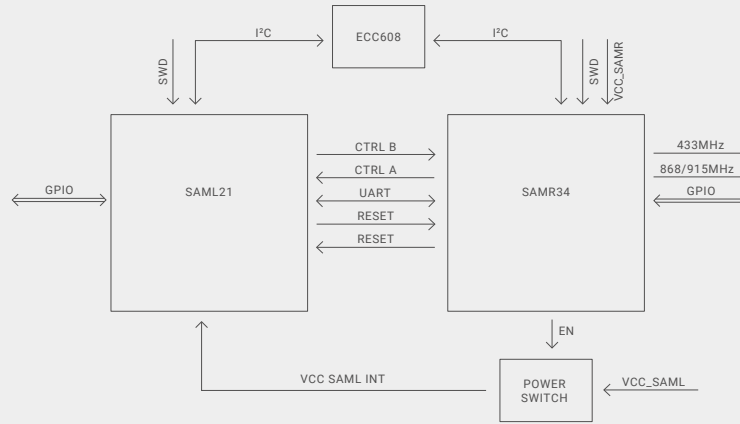 ECC608
I²C
I²C
SWD
SWD
VCC_SAMR
SAML21
SAMR34
CTRL B
CTRL A
UART
RESET
RESET
GPIO
433MHz
868/915MHz
GPIO
EN
VCC SAML INT
POWER
SWITCH
VCC_SAML